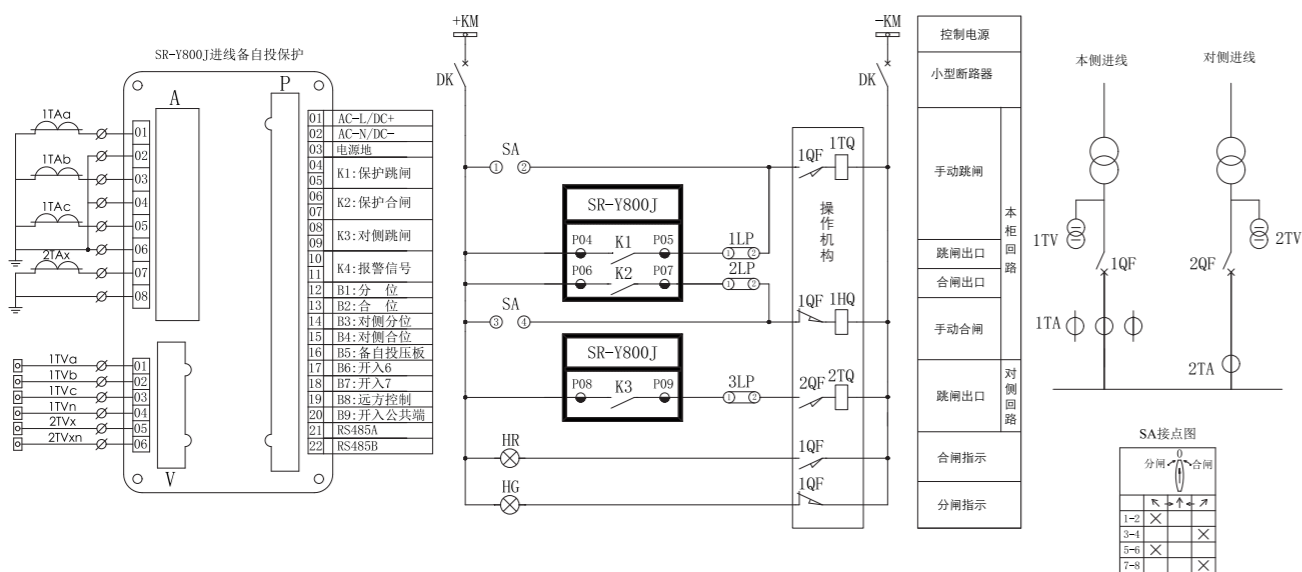 SR-Y800J进线备自投保护
A
P
1TAa
1TAb
1TAc
2TAx
01
02
03
04
05
06
07
08
1TVa
1TVb
1TVc
1TVn
2TVx
2TVxn
01
02
03
04
05
06
V
01 AC-L/DC+
02 AC-N/DC-
03 电源地
04
05
K1:保护跳闸
06
07
K2:保护合闸
08
09
K3:对侧跳闸
10
11
K4:报警信号
12 B1:分 位
13 B2:合 位
14 B3:对侧分位
15 B4:对侧合位
16 B5:备自投压板
17 B6:开入6
18 B7:开入7
19 B8:远方控制
20 B9:开入公共端
21 RS485A
22 RS485B
+KM
-KM
DK
DK
SA
1 2
1QF
1TQ
SR-Y800J
P04 K1 P05
1LP
1 2
P06 K2 P07
2LP
1 2
SA
3 4
1QF
1HQ
SR-Y800J
P08 K3 P09
3LP
1 2
2QF
2TQ
HR
1QF
HG
1QF
操作机构
控制电源
小型断路器
手动跳闸
跳闸出口
合闸出口
手动合闸
跳闸出口
合闸指示
分闸指示
本柜回路
对侧回路
本侧进线
对侧进线
1TV
2TV
1QF
2QF
1TA
2TA
SA接点图
0
分闸 合闸
1-2
3-4
5-6
7-8